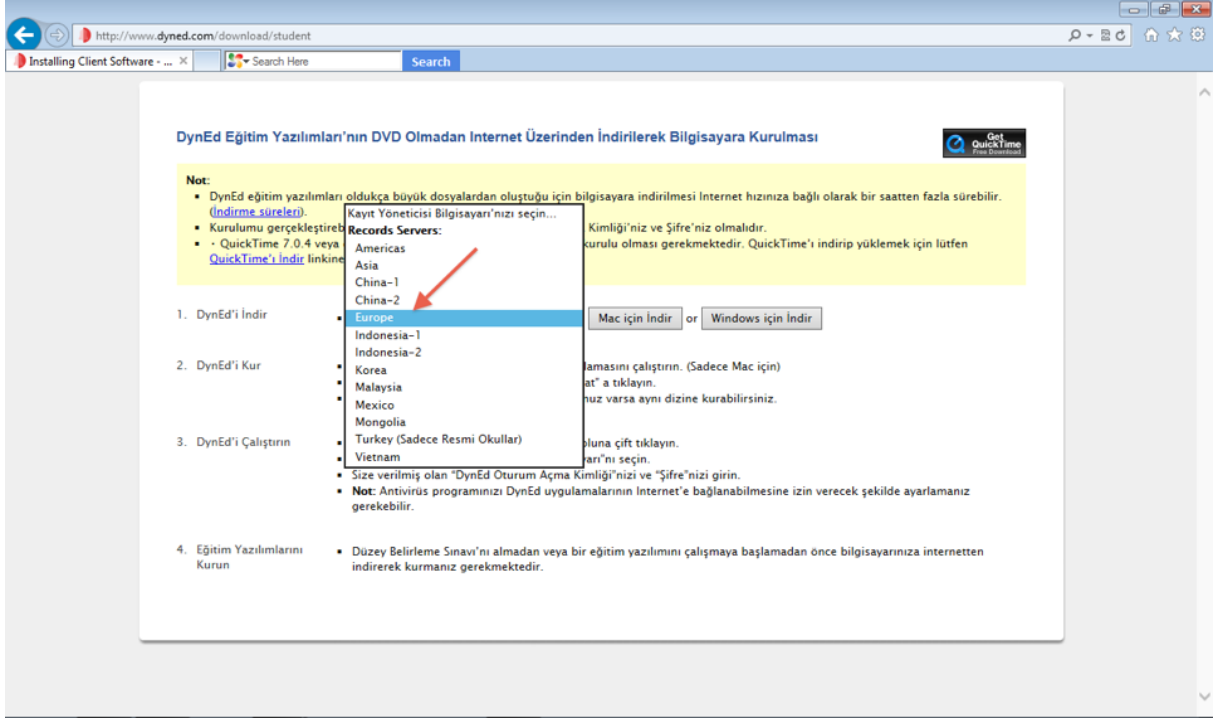 http://www.dyned.com/download/student
Installing Client Software - ...
Search Here
Search
DynEd Eğitim Yazılımları'nın DVD Olmadan Internet Üzerinden İndirilerek Bilgisayara Kurulması
Get
QuickTime
Free Download
Not:
▪ DynEd eğitim yazılımları oldukça büyük dosyalardan oluştuğu için bilgisayara indirilmesi Internet hızınıza bağlı olarak bir saatten fazla sürebilir.
(İndirme süreleri).
▪ Kurulumu gerçekleştireb
Kimliği'niz ve Şifre'niz olmalıdır.
▪ - QuickTime 7.0.4 veya
kurulu olması gerekmektedir. QuickTime'ı indirip yüklemek için lütfen
QuickTime'ı İndir linkine
Kayıt Yöneticisi Bilgisayarı'nızı seçin...
Records Servers:
Americas
Asia
China-1
China-2
Europe
Indonesia-1
Indonesia-2
Korea
Malaysia
Mexico
Mongolia
Turkey (Sadece Resmi Okullar)
Vietnam
1. DynEd'i İndir
Mac için İndir or Windows için İndir
2. DynEd'i Kur
lamasını çalıştırın. (Sadece Mac için)
at" a tıklayın.
nuz varsa aynı dizine kurabilirsiniz.
3. DynEd'i Çalıştırın
oluna çift tıklayın.
arı"nı seçin.
▪ Size verilmiş olan "DynEd Oturum Açma Kimliği"nizi ve "Şifre"nizi girin.
▪ Not: Antivirüs programınızı DynEd uygulamalarının Internet'e bağlanabilmesine izin verecek şekilde ayarlamanız
gerekebilir.
4. Eğitim Yazılımlarını
Kurun
▪ Düzey Belirleme Sınavı'nı almadan veya bir eğitim yazılımını çalışmaya başlamadan önce bilgisayarınıza internetten
indirerek kurmanız gerekmektedir.